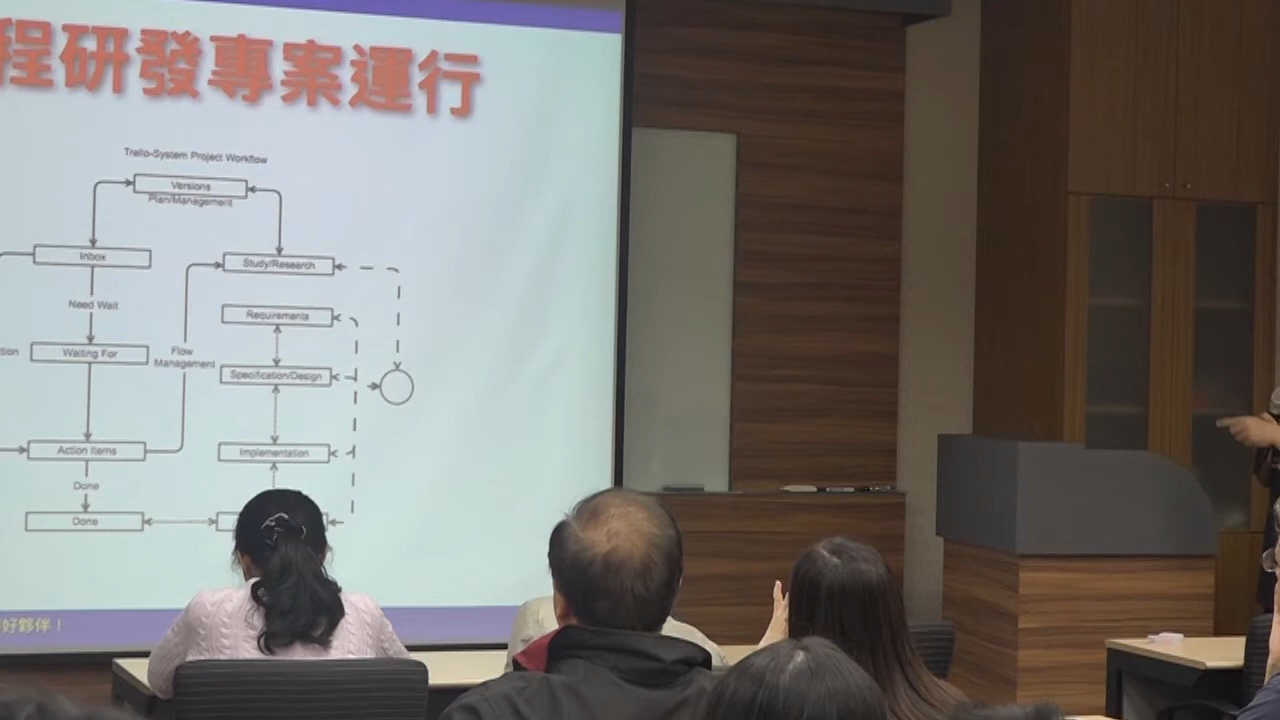 程研發專案運行
Trello-System Project Workflow
Versions
Plan/Management
Inbox
Study/Research
Need Wait
Requirements
Waiting For
Flow
Management
Specification/Design
Action Items
Implementation
Done
Done
好夥伴！